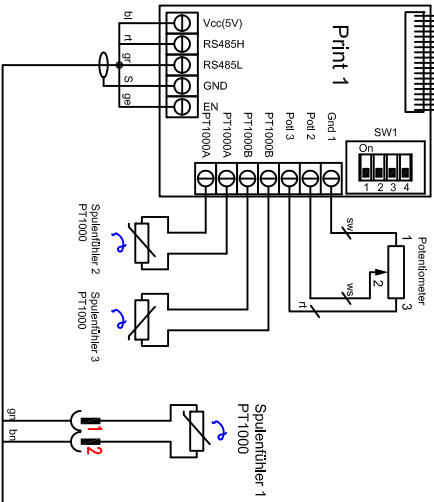 Print 1
Vcc(5V)
RS485H
RS485L
GND
EN
bl
rt
gr
S
ge
SW1
On
1 2 3 4
PT1000A
PT1000A
PT1000B
PT1000B
Potl 3
Potl 2
Gnd 1
Potentiometer
1
2
3
sw
ws
rt
Spulenfühler 2
PT1000
Spulenfühler 3
PT1000
Spulenfühler 1
PT1000
1
2
gn
bn